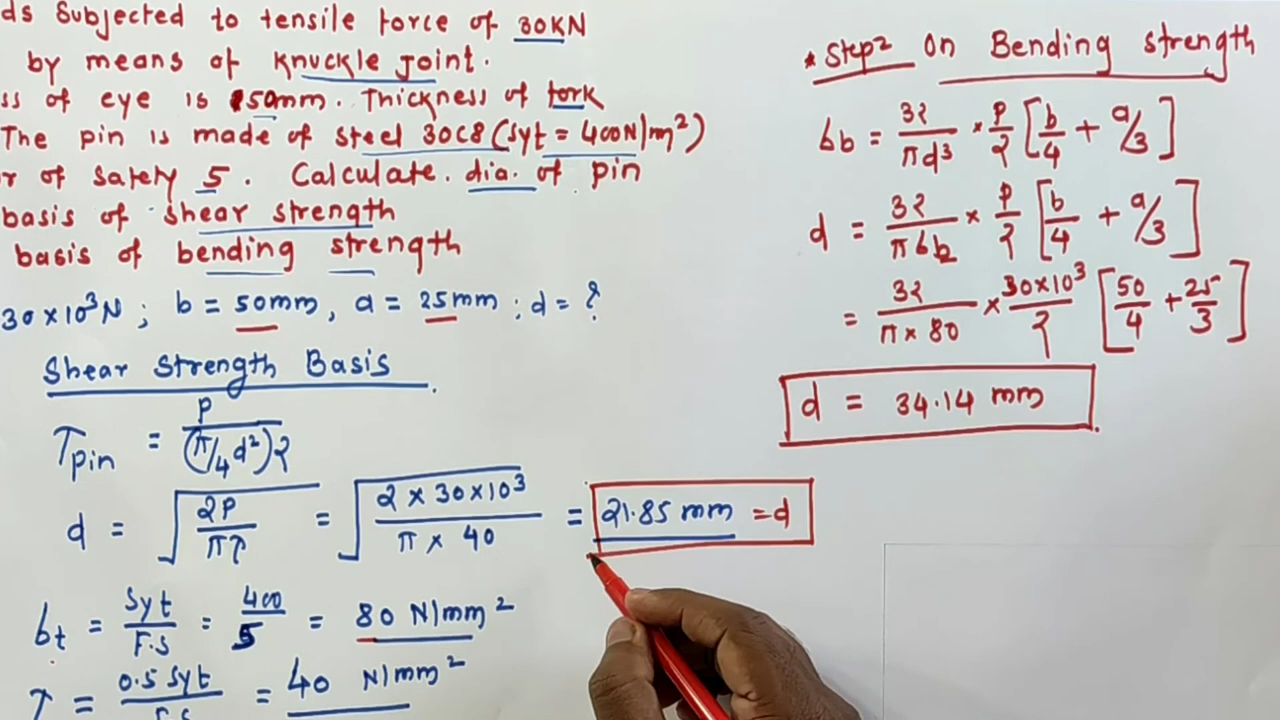 ds subjected to tensile force of 30KN
by means of knuckle joint.
ss of eye is 50mm. Thickness of fork
The pin is made of steel 30C8 (Syt = 400N/m²)
r of safety 5. Calculate. dia. of pin
basis of shear strength
basis of bending strength
30×10³N ; b = 50mm, a = 25mm ; d = ?
Shear Strength Basis
τpin = P/(π/4 d²)2
d = √(2P/πτ) = √(2 × 30×10³/π × 40) = 21.85 mm = d
бt = Syt/F.S = 400/5 = 80 N/mm²
τ = 0.5 Syt/F.S = 40 N/mm²
* Step² On Bending strength
бb = 32/πd³ × P/2 [b/4 + a/3]
d = 32/πбb × P/2 [b/4 + a/3]
= 32/π × 80 × 30×10³/2 [50/4 + 25/3]
d = 34.14 mm